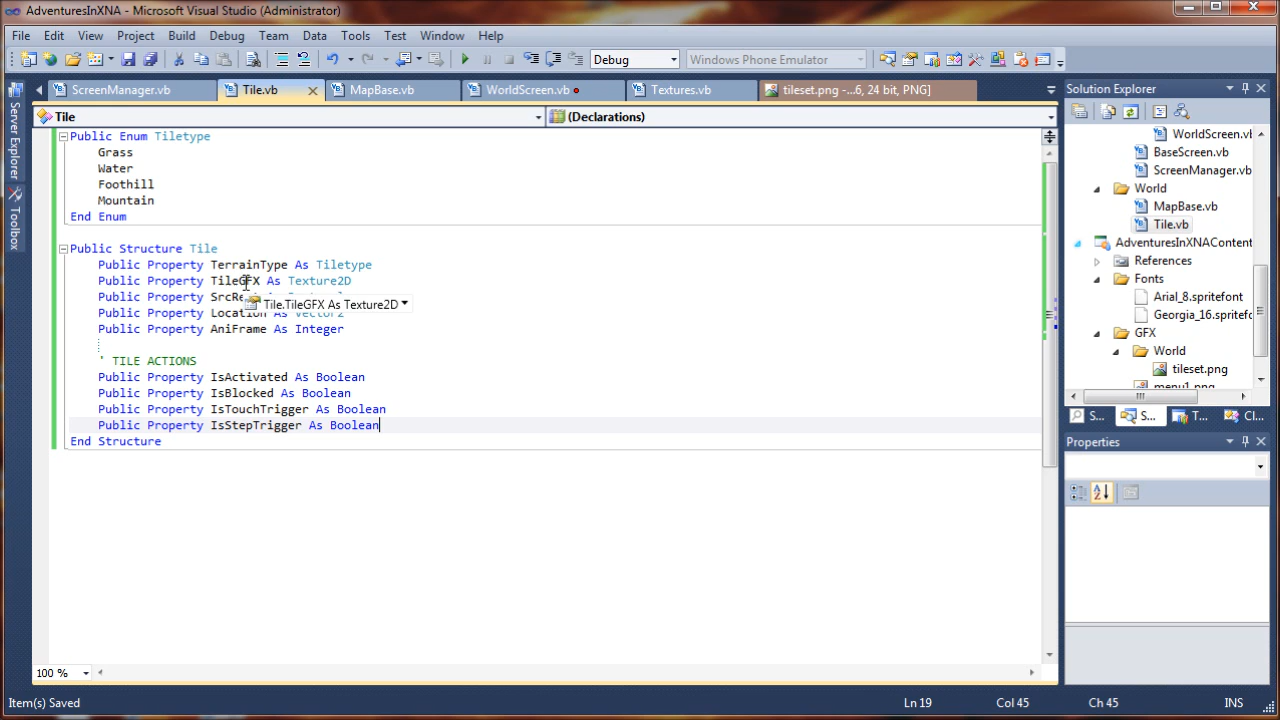 AdventuresInXNA - Microsoft Visual Studio (Administrator)
File Edit View Project Build Debug Team Data Tools Test Window Help
Debug Windows Phone Emulator
ScreenManager.vb Tile.vb MapBase.vb WorldScreen.vb Textures.vb tileset.png -...6, 24 bit, PNG]
Tile (Declarations)
Public Enum Tiletype
Grass
Water
Foothill
Mountain
End Enum
Public Structure Tile
Public Property TerrainType As Tiletype
Public Property TileGFX As Texture2D
Public Property
Tile.TileGFX As Texture2D
Public Property Location As Vector2
Public Property AniFrame As Integer
' TILE ACTIONS
Public Property IsActivated As Boolean
Public Property IsBlocked As Boolean
Public Property IsTouchTrigger As Boolean
Public Property IsStepTrigger As Boolean
End Structure
100 %
Server Explorer
Toolbox
Solution Explorer
WorldScreen.vb
BaseScreen.vb
ScreenManager.vb
World
MapBase.vb
Tile.vb
AdventuresInXNAContent
References
Fonts
Arial_8.spritefont
Georgia_16.spritefo
GFX
World
tileset.png
menu1.png
S... S... T... Cl...
Properties
Item(s) Saved Ln 19 Col 45 Ch 45 INS